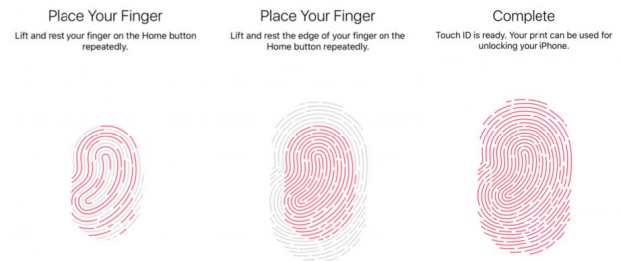 Place Your Finger
Lift and rest your finger on the Home button
repeatedly.
Place Your Finger
Lift and rest the edge of your finger on the
Home button repeatedly.
Complete
Touch ID is ready. Your print can be used for
unlocking your iPhone.